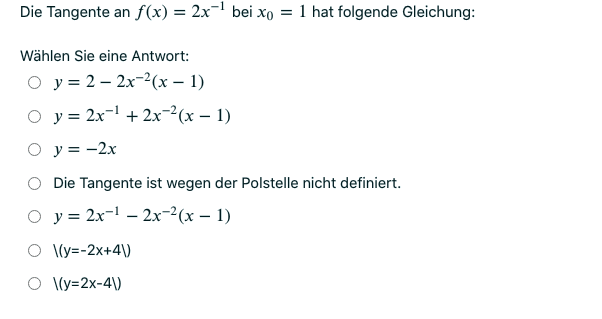 Die Tangente an f(x) = 2x⁻¹ bei x₀ = 1 hat folgende Gleichung:
Wählen Sie eine Antwort:
y = 2 − 2x⁻²(x − 1)
y = 2x⁻¹ + 2x⁻²(x − 1)
y = −2x
Die Tangente ist wegen der Polstelle nicht definiert.
y = 2x⁻¹ − 2x⁻²(x − 1)
\(y=-2x+4\)
\(y=2x-4\)